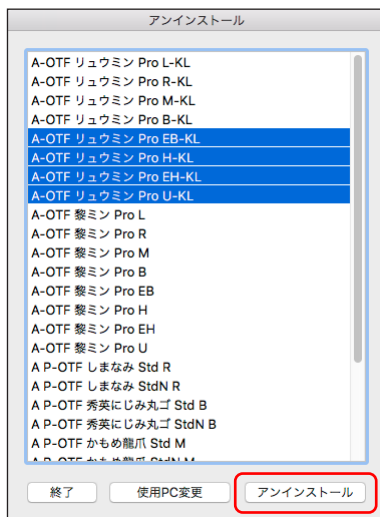 アンインストール
A-OTF リュウミン Pro L-KL
A-OTF リュウミン Pro R-KL
A-OTF リュウミン Pro M-KL
A-OTF リュウミン Pro B-KL
A-OTF リュウミン Pro EB-KL
A-OTF リュウミン Pro H-KL
A-OTF リュウミン Pro EH-KL
A-OTF リュウミン Pro U-KL
A-OTF 黎ミン Pro L
A-OTF 黎ミン Pro R
A-OTF 黎ミン Pro M
A-OTF 黎ミン Pro B
A-OTF 黎ミン Pro EB
A-OTF 黎ミン Pro H
A-OTF 黎ミン Pro EH
A-OTF 黎ミン Pro U
A P-OTF しまなみ Std R
A P-OTF しまなみ StdN R
A P-OTF 秀英にじみ丸ゴ Std B
A P-OTF 秀英にじみ丸ゴ StdN B
A P-OTF かもめ龍爪 Std M
A P-OTF かもめ龍爪 StdN M
終了 使用PC変更 アンインストール